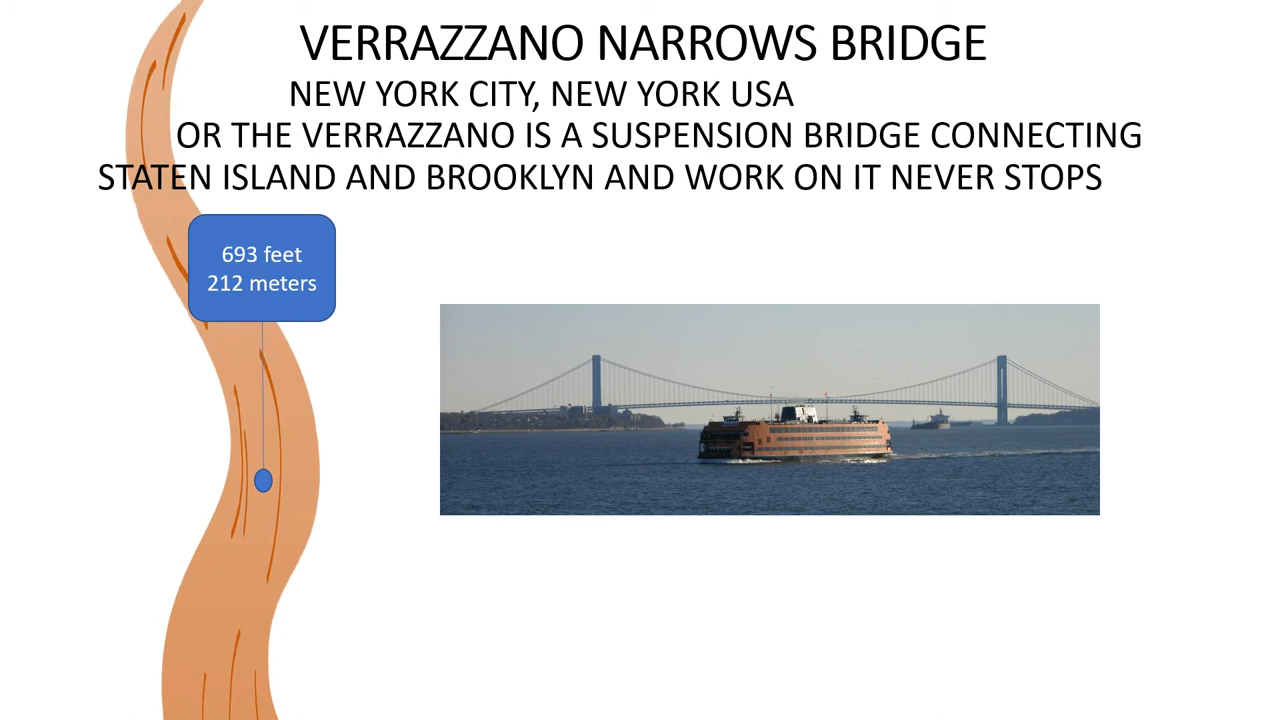 VERRAZZANO NARROWS BRIDGE
NEW YORK CITY, NEW YORK USA
OR THE VERRAZZANO IS A SUSPENSION BRIDGE CONNECTING
STATEN ISLAND AND BROOKLYN AND WORK ON IT NEVER STOPS
693 feet
212 meters